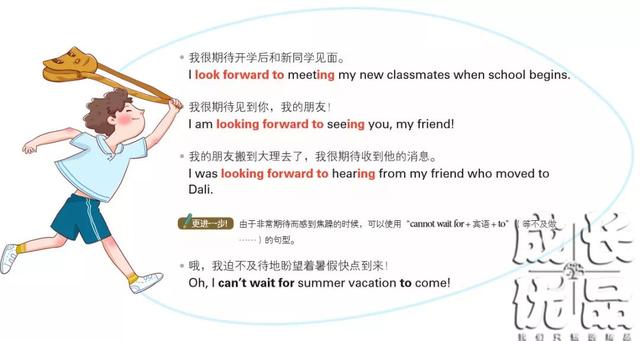 • 我很期待开学后和新同学见面。
I look forward to meeting my new classmates when school begins.
• 我很期待见到你，我的朋友！
I am looking forward to seeing you, my friend!
• 我的朋友搬到大理去了，我很期待收到他的消息。
I was looking forward to hearing from my friend who moved to
Dali.
更进一步！ 由于非常期待而感到焦躁的时候，可以使用“cannot wait for+宾语+to”（等不及做
……）的句型。
• 哦，我迫不及待地盼望着暑假快点到来！
Oh, I can't wait for summer vacation to come!
成长
优品